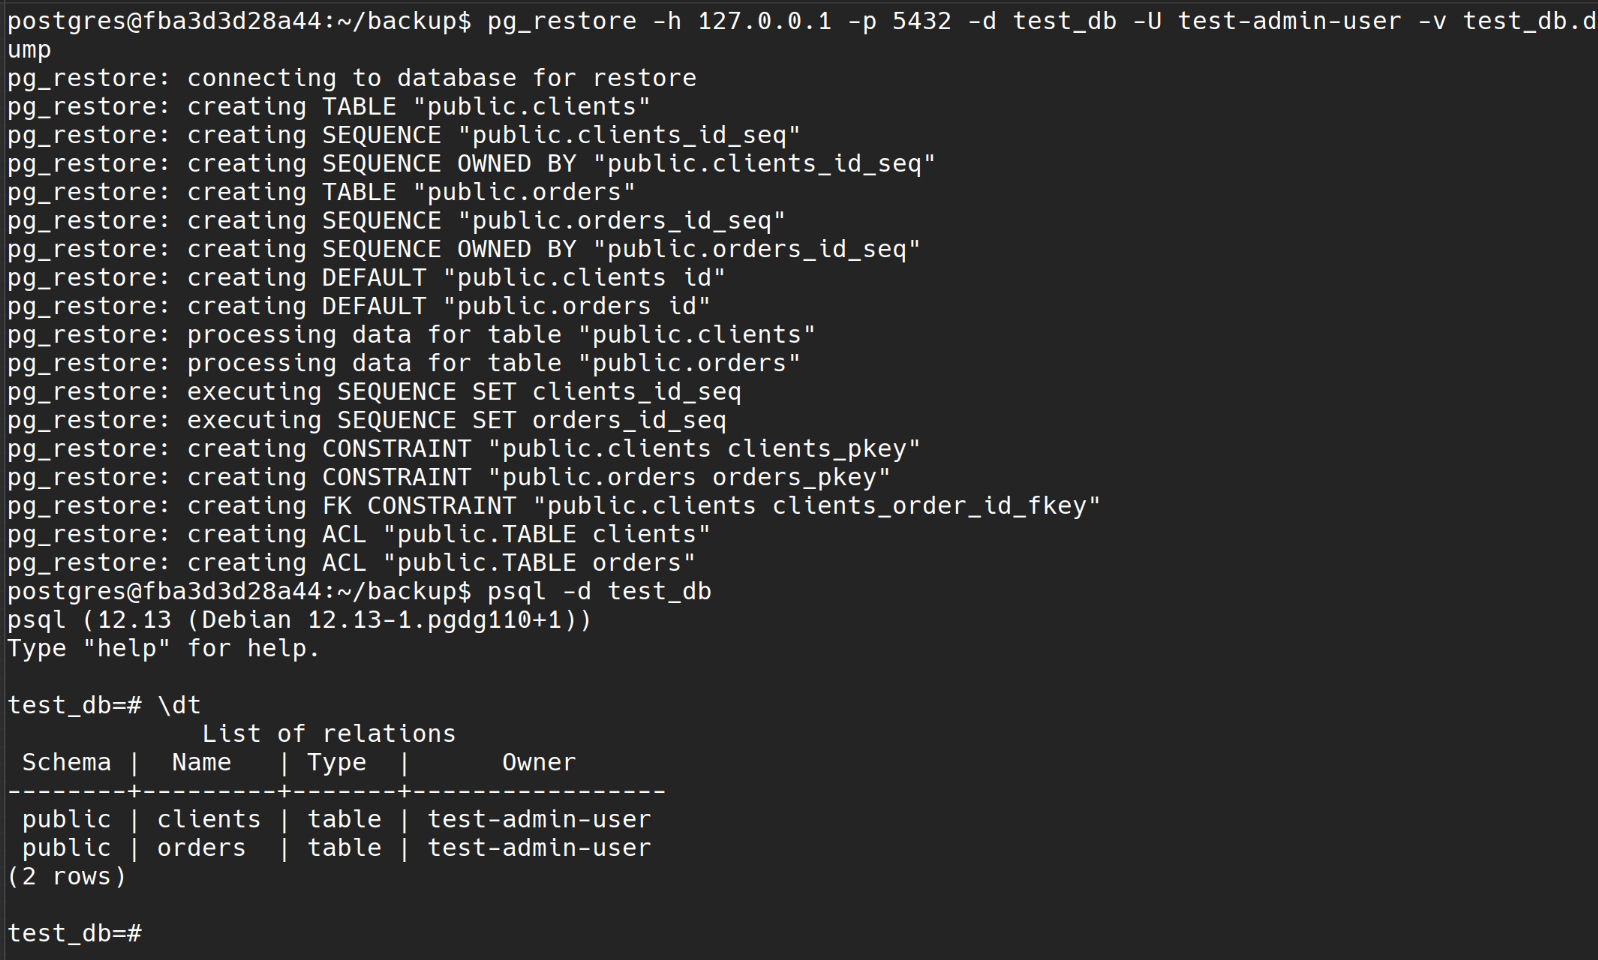 postgres@fba3d3d28a44:~/backup$ pg_restore -h 127.0.0.1 -p 5432 -d test_db -U test-admin-user -v test_db.d
ump
pg_restore: connecting to database for restore
pg_restore: creating TABLE "public.clients"
pg_restore: creating SEQUENCE "public.clients_id_seq"
pg_restore: creating SEQUENCE OWNED BY "public.clients_id_seq"
pg_restore: creating TABLE "public.orders"
pg_restore: creating SEQUENCE "public.orders_id_seq"
pg_restore: creating SEQUENCE OWNED BY "public.orders_id_seq"
pg_restore: creating DEFAULT "public.clients id"
pg_restore: creating DEFAULT "public.orders id"
pg_restore: processing data for table "public.clients"
pg_restore: processing data for table "public.orders"
pg_restore: executing SEQUENCE SET clients_id_seq
pg_restore: executing SEQUENCE SET orders_id_seq
pg_restore: creating CONSTRAINT "public.clients clients_pkey"
pg_restore: creating CONSTRAINT "public.orders orders_pkey"
pg_restore: creating FK CONSTRAINT "public.clients clients_order_id_fkey"
pg_restore: creating ACL "public.TABLE clients"
pg_restore: creating ACL "public.TABLE orders"
postgres@fba3d3d28a44:~/backup$ psql -d test_db
psql (12.13 (Debian 12.13-1.pgdg110+1))
Type "help" for help.

test_db=# \dt
             List of relations
 Schema |  Name   | Type  |      Owner
--------+---------+-------+-----------------
 public | clients | table | test-admin-user
 public | orders  | table | test-admin-user
(2 rows)

test_db=#